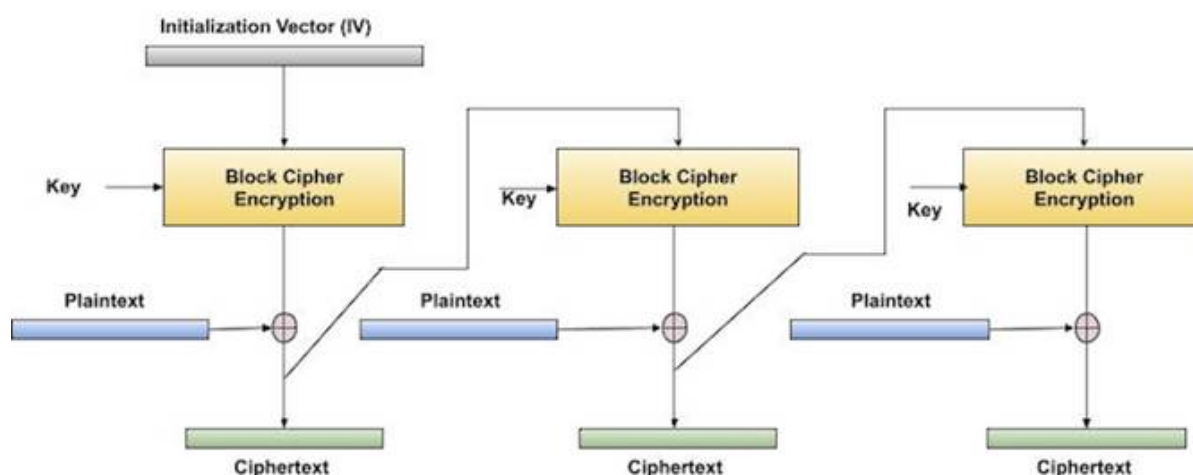 Initialization Vector (IV)
Key
Block Cipher
Encryption
Key
Block Cipher
Encryption
Key
Block Cipher
Encryption
Plaintext
Plaintext
Plaintext
Ciphertext
Ciphertext
Ciphertext